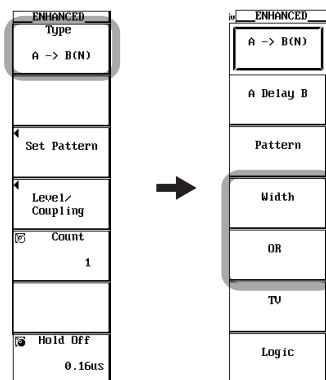 ENHANCED
Type
A -> B(N)
Set Pattern
Level/
Coupling
Count
1
Hold Off
0.16us
ENHANCED
A -> B(N)
A Delay B
Pattern
Width
OR
TV
Logic